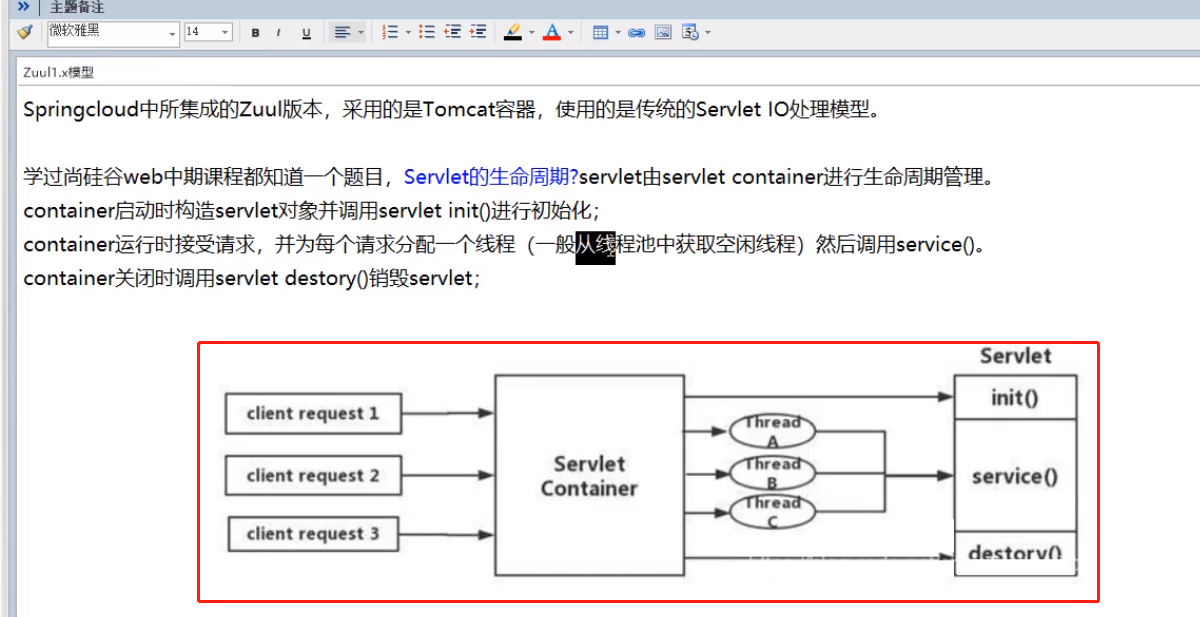 主题备注
微软雅黑 14 B I U A
Zuul1.x模型
Springcloud中所集成的Zuul版本，采用的是Tomcat容器，使用的是传统的Servlet IO处理模型。
学过尚硅谷web中期课程都知道一个题目，Servlet的生命周期?servlet由servlet container进行生命周期管理。
container启动时构造servlet对象并调用servlet init()进行初始化；
container运行时接受请求，并为每个请求分配一个线程（一般从线程池中获取空闲线程）然后调用service()。
container关闭时调用servlet destory()销毁servlet；
Servlet
client request 1
client request 2
client request 3
Servlet
Container
Thread
A
Thread
B
Thread
C
init()
service()
destory()